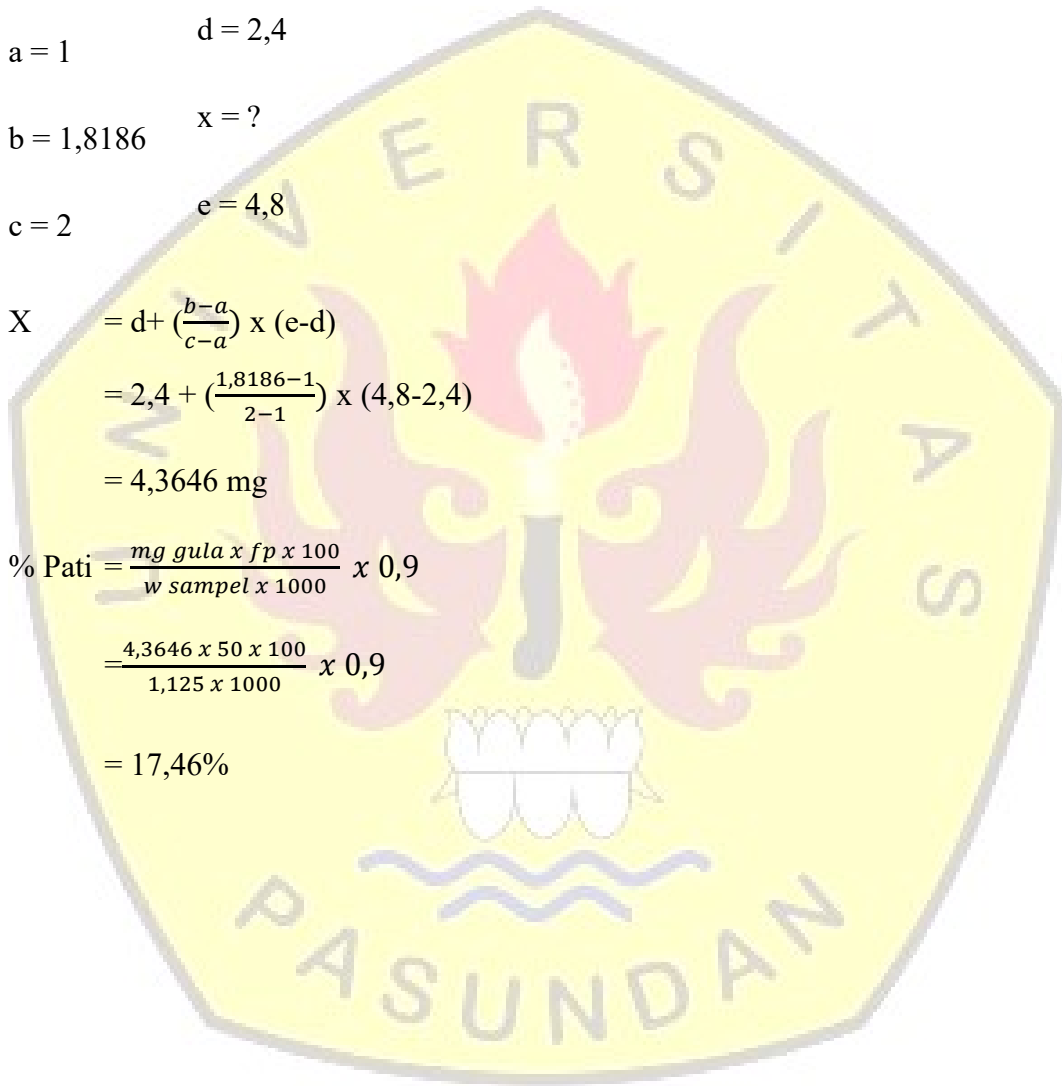 a = 1
b = 1,8186
c = 2
d = 2,4
x = ?
e = 4,8
X = d+ (b−a/c−a) x (e-d)
= 2,4 + (1,8186−1/2−1) x (4,8-2,4)
= 4,3646 mg
% Pati = mg gula x fp x 100/w sampel x 1000 x 0,9
= 4,3646 x 50 x 100/1,125 x 1000 x 0,9
= 17,46%
UNIVERSITAS
PASUNDAN